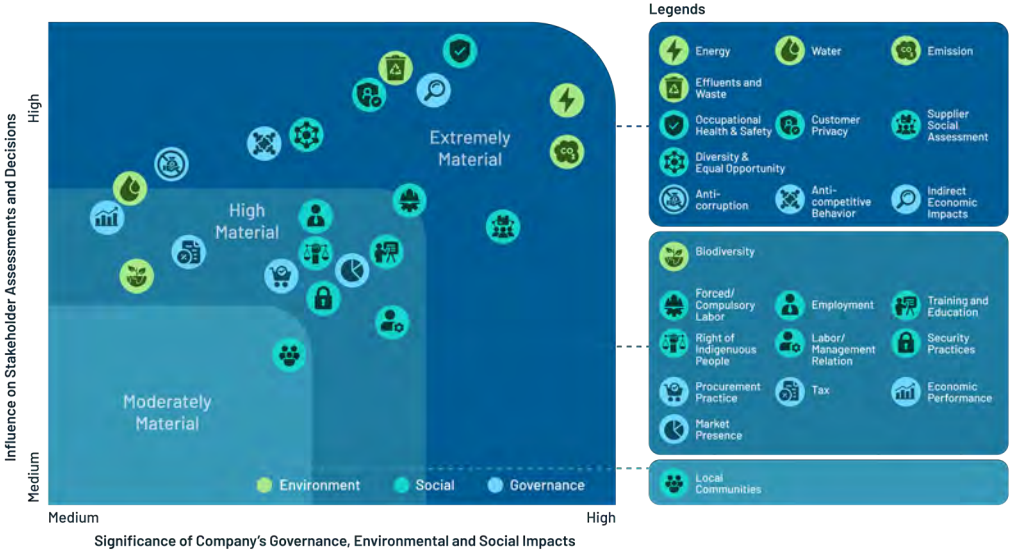 Legends
Energy
Water
Emission
Effluents and
Waste
Occupational
Health & Safety
Customer
Privacy
Supplier
Social
Assessment
Diversity &
Equal Opportunity
Anti-
corruption
Anti-
competitive
Behavior
Indirect
Economic
Impacts
Biodiversity
Forced/
Compulsory
Labor
Employment
Training and
Education
Right of
Indigenous
People
Labor/
Management
Relation
Security
Practices
Procurement
Practice
Tax
Economic
Performance
Market
Presence
Local
Communities
Influence on Stakeholder Assessments and Decisions
High
Medium
Extremely
Material
High
Material
Moderately
Material
CO2
CO2
Environment
Social
Governance
Medium
High
Significance of Company's Governance, Environmental and Social Impacts